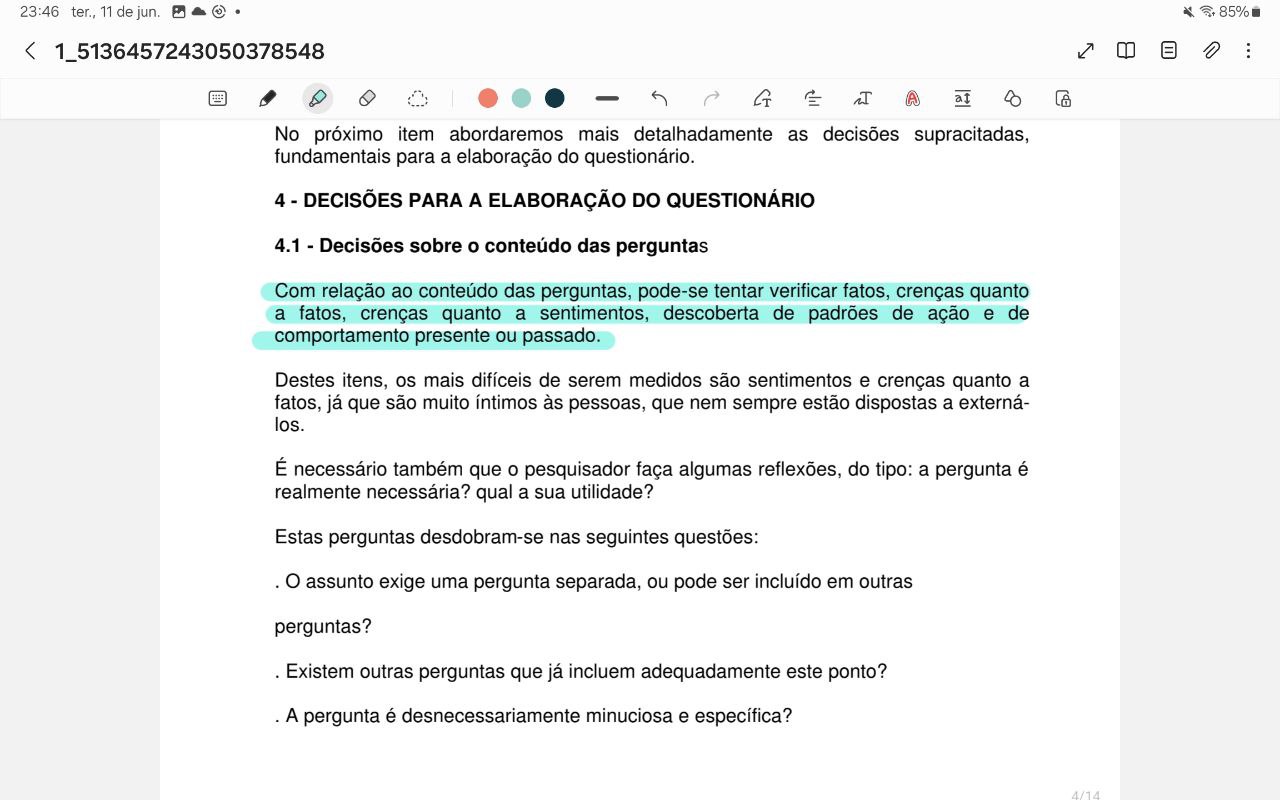 23:46 ter., 11 de jun.
85%
1_5136457243050378548
No próximo item abordaremos mais detalhadamente as decisões supracitadas,
fundamentais para a elaboração do questionário.
4 - DECISÕES PARA A ELABORAÇÃO DO QUESTIONÁRIO
4.1 - Decisões sobre o conteúdo das perguntas
Com relação ao conteúdo das perguntas, pode-se tentar verificar fatos, crenças quanto
a fatos, crenças quanto a sentimentos, descoberta de padrões de ação e de
comportamento presente ou passado.
Destes itens, os mais difíceis de serem medidos são sentimentos e crenças quanto a
fatos, já que são muito íntimos às pessoas, que nem sempre estão dispostas a externá-
los.
É necessário também que o pesquisador faça algumas reflexões, do tipo: a pergunta é
realmente necessária? qual a sua utilidade?
Estas perguntas desdobram-se nas seguintes questões:
. O assunto exige uma pergunta separada, ou pode ser incluído em outras
perguntas?
. Existem outras perguntas que já incluem adequadamente este ponto?
. A pergunta é desnecessariamente minuciosa e específica?
4/14